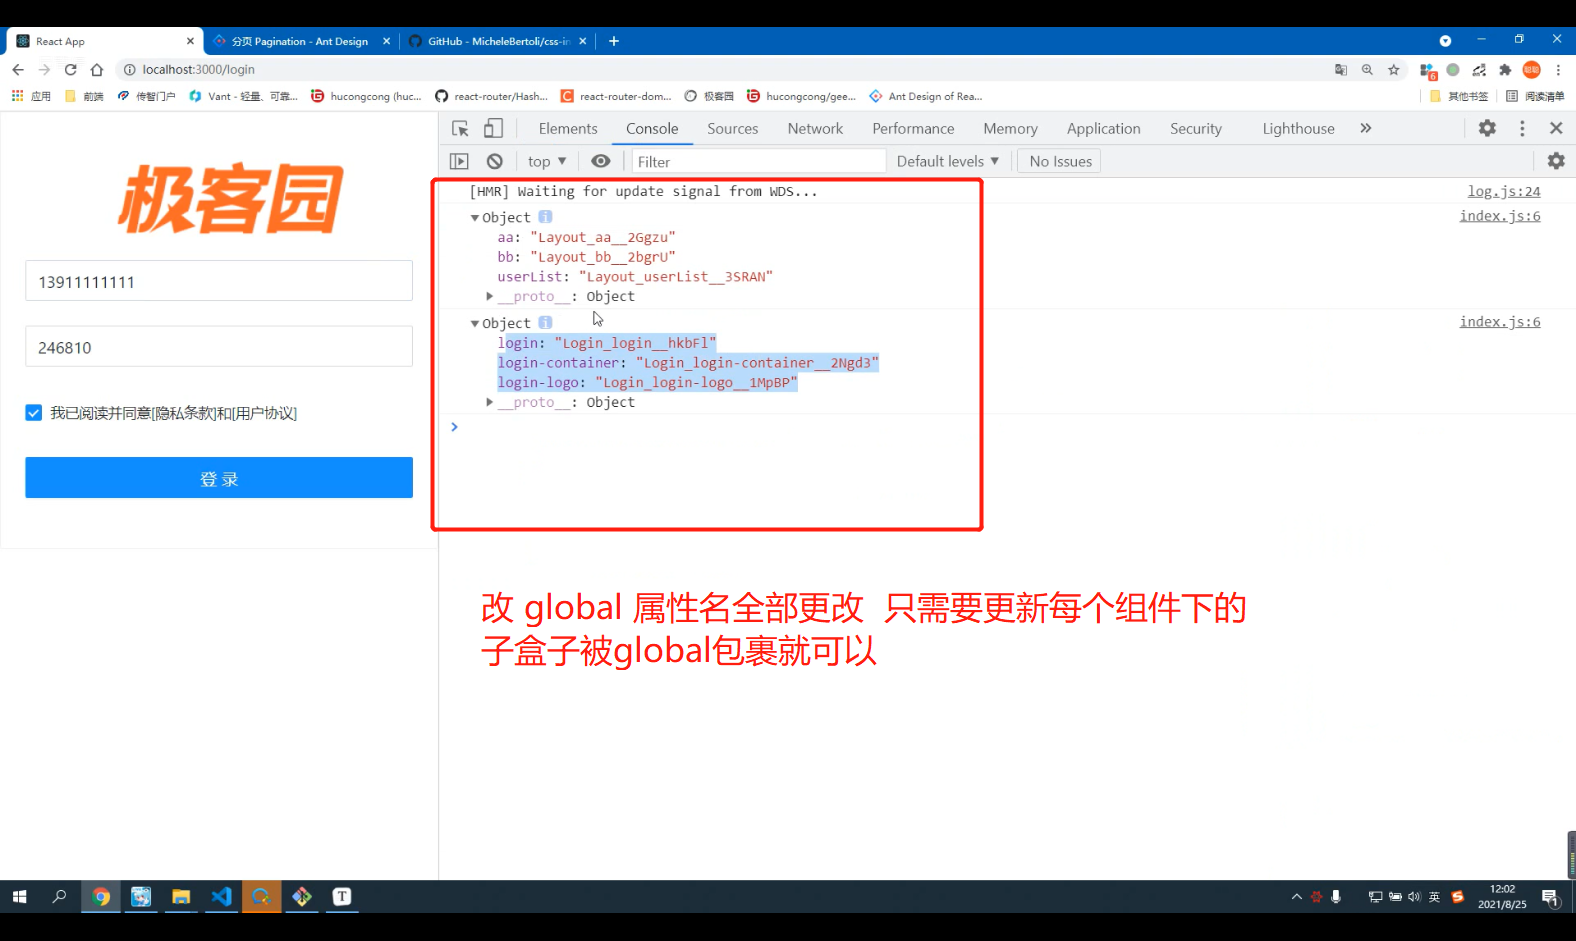 React App
分页 Pagination - Ant Design
GitHub - MicheleBertoli/css-in
localhost:3000/login
应用
前端
传智门户
Vant - 轻量、可靠...
hucongcong (huc...
react-router/Hash...
react-router-dom...
极客园
hucongcong/gee...
Ant Design of Rea...
其他书签
阅读清单
极客园
13911111111
246810
我已阅读并同意[隐私条款]和[用户协议]
登 录
Elements
Console
Sources
Network
Performance
Memory
Application
Security
Lighthouse
top
Filter
Default levels
No Issues
[HMR] Waiting for update signal from WDS...
log.js:24
Object
index.js:6
aa: "Layout_aa__2Ggzu"
bb: "Layout_bb__2bgrU"
userList: "Layout_userList__3SRAN"
__proto__: Object
Object
index.js:6
login: "Login_login__hkbFl"
login-container: "Login_login-container__2Ngd3"
login-logo: "Login_login-logo__1MpBP"
__proto__: Object
改 global 属性名全部更改 只需要更新每个组件下的
子盒子被global包裹就可以
英
12:02
2021/8/25